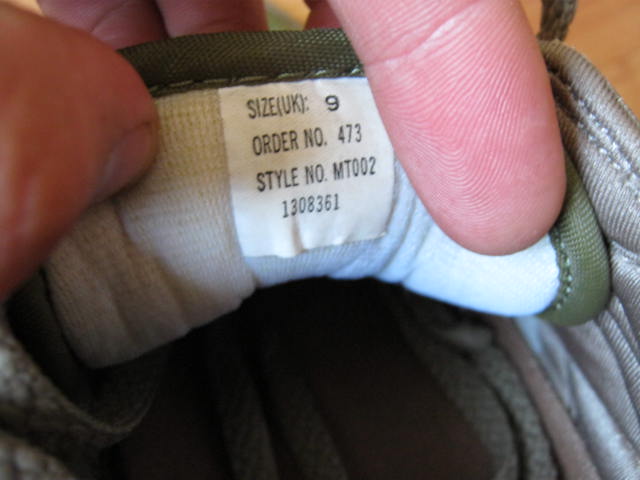 SIZE(UK): 9
ORDER NO. 473
STYLE NO. MT002
1308361